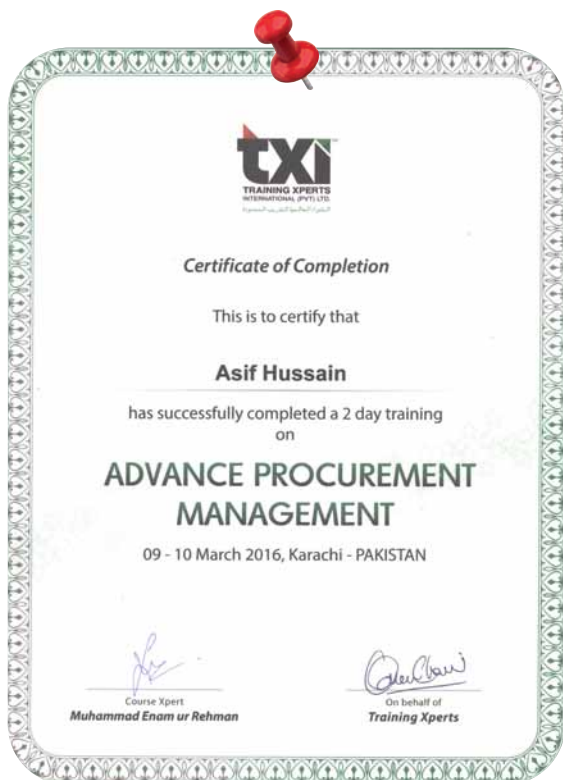 txi
TRAINING XPERTS
INTERNATIONAL (PVT) LTD.
Certificate of Completion
This is to certify that
Asif Hussain
has successfully completed a 2 day training
on
ADVANCE PROCUREMENT
MANAGEMENT
09 - 10 March 2016, Karachi - PAKISTAN
Course Xpert
Muhammad Enam ur Rehman
On behalf of
Training Xperts